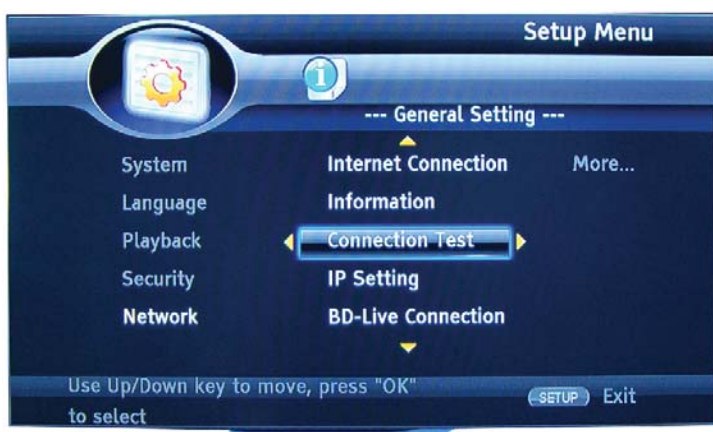 Setup Menu
--- General Setting ---
System Internet Connection More...
Language Information
Playback Connection Test
Security IP Setting
Network BD-Live Connection
Use Up/Down key to move, press "OK"
to select
SETUP Exit